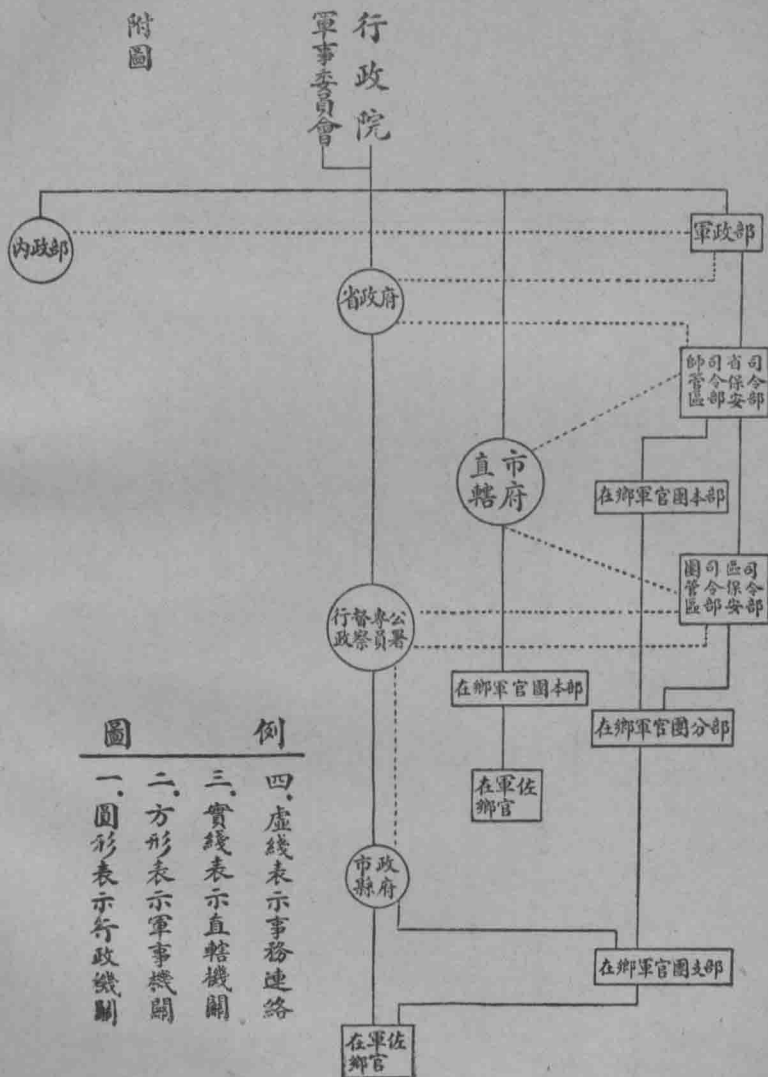 附圖
行政院
軍事委員會
內政部
軍政部
省政府
司令部
省保安
司令部
師管區
直轄
市府
在鄉軍官團本部
司令部
區保安
司令部
團管區
行政督察專員公署
在鄉軍官團本部
在鄉軍官團分部
在鄉軍官佐
市縣政府
在鄉軍官團支部
在鄉軍官佐
圖例
一、圓形表示行政機關
二、方形表示軍事機關
三、實綫表示直轄機關
四、虛綫表示事務連絡